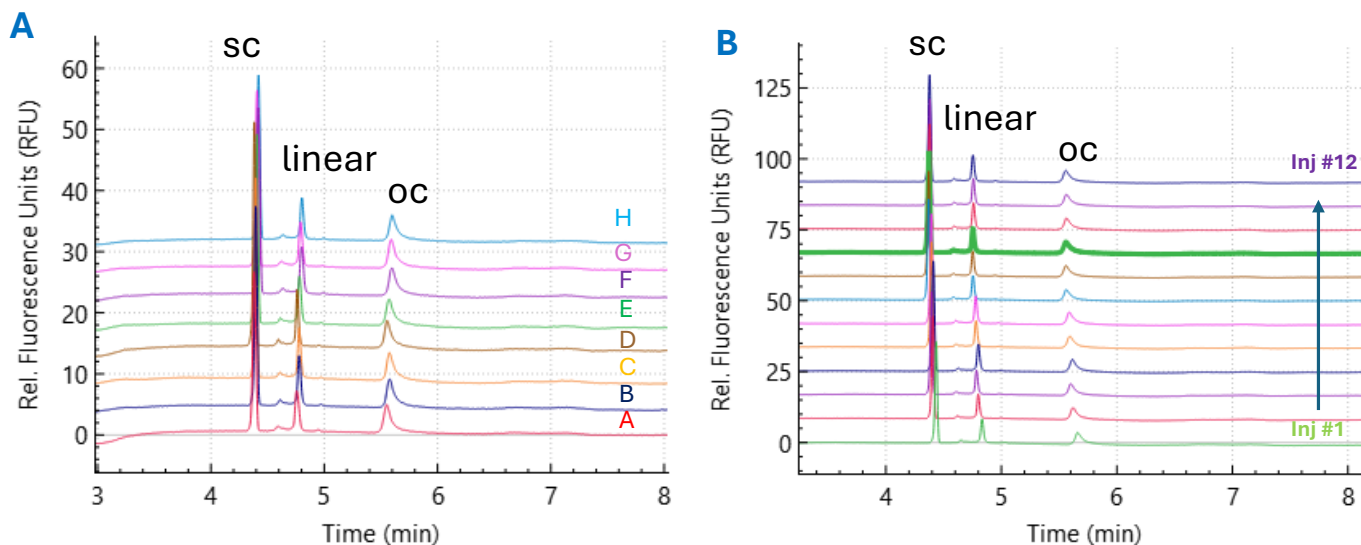 A
sc
linear
oc
Rel. Fluorescence Units (RFU)
60
50
40
30
20
10
0
H
G
F
E
D
C
B
A
3
4
5
6
7
8
Time (min)
B
sc
linear
oc
Rel. Fluorescence Units (RFU)
125
100
75
50
25
0
Inj #12
Inj #1
4
5
6
7
8
Time (min)